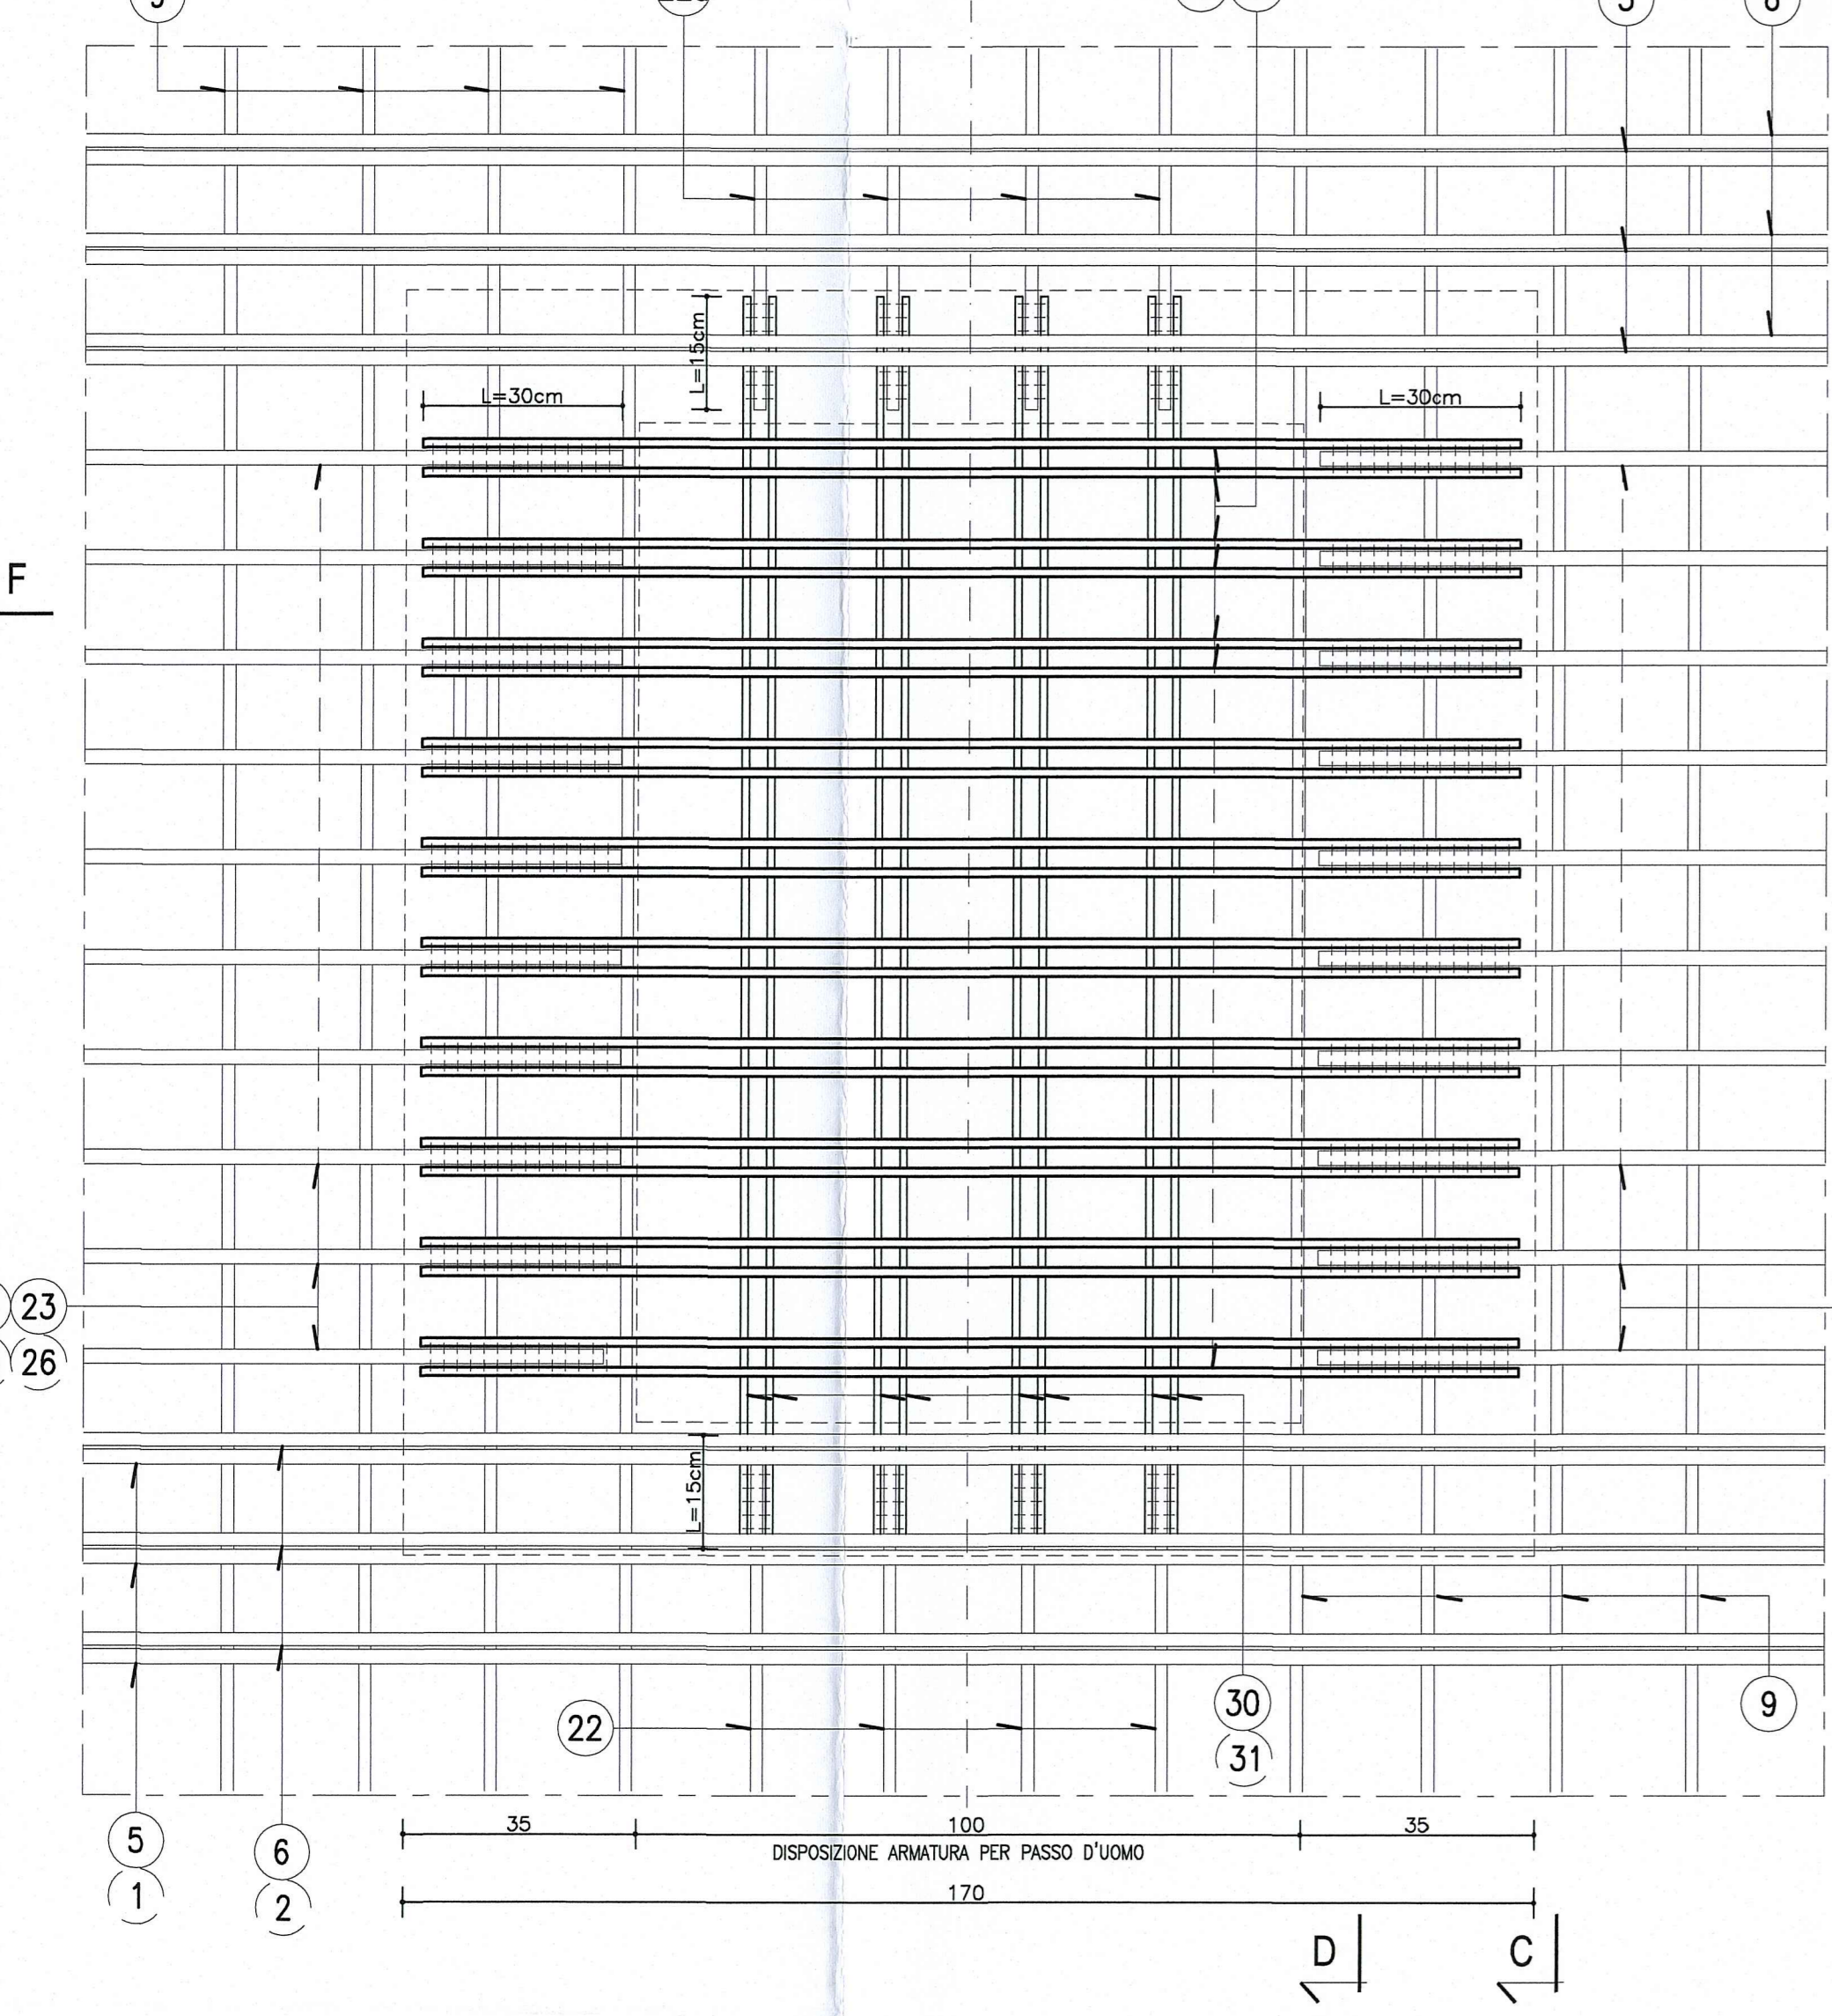 L=15cm
L=30cm
L=30cm
F
23
26
L=15cm
22
30
31
9
5
1
6
2
35
100
35
DISPOSIZIONE ARMATURA PER PASSO D'UOMO
170
D
C